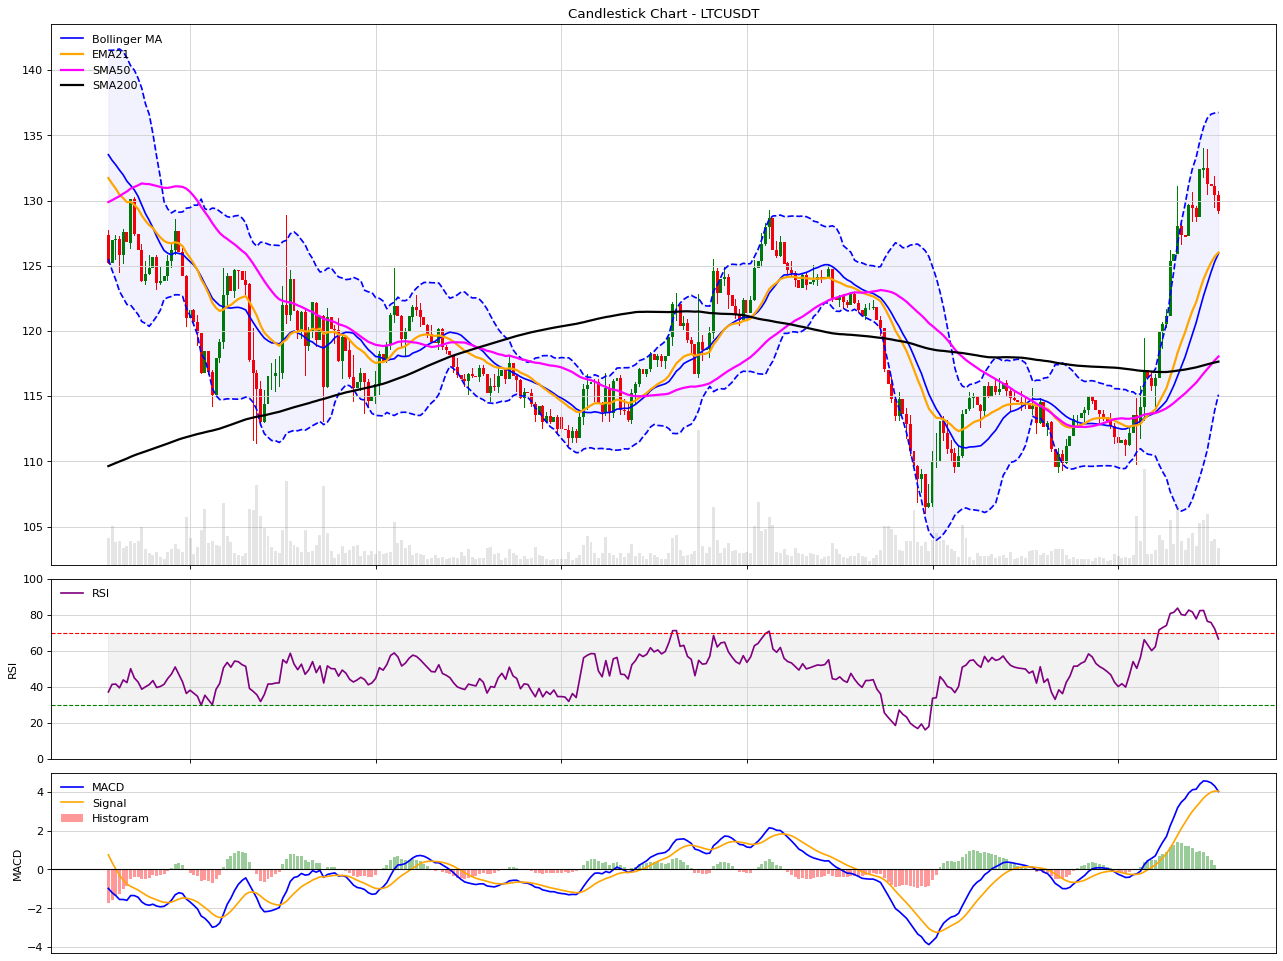 Candlestick Chart - LTCUSDT
Bollinger MA
EMA21
SMA50
SMA200
140
135
130
125
120
115
110
105
RSI
100
80
60
40
20
0
RSI
MACD
Signal
Histogram
4
2
0
−2
−4
MACD